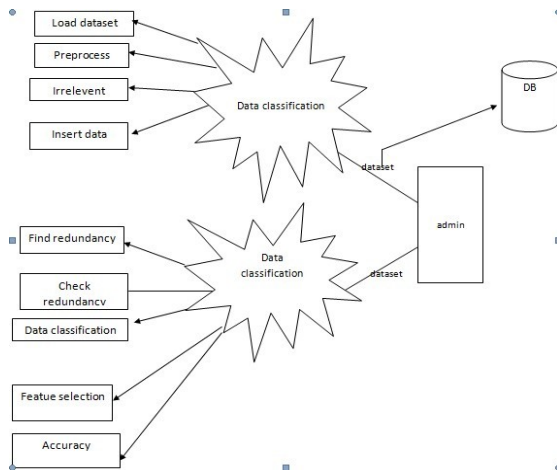 Load dataset
Preprocess
Irrelevent
Insert data
Data classification
DB
dataset
admin
Find redundancy
Check
redundancy
Data classification
Data
classification
dataset
Featue selection
Accuracy